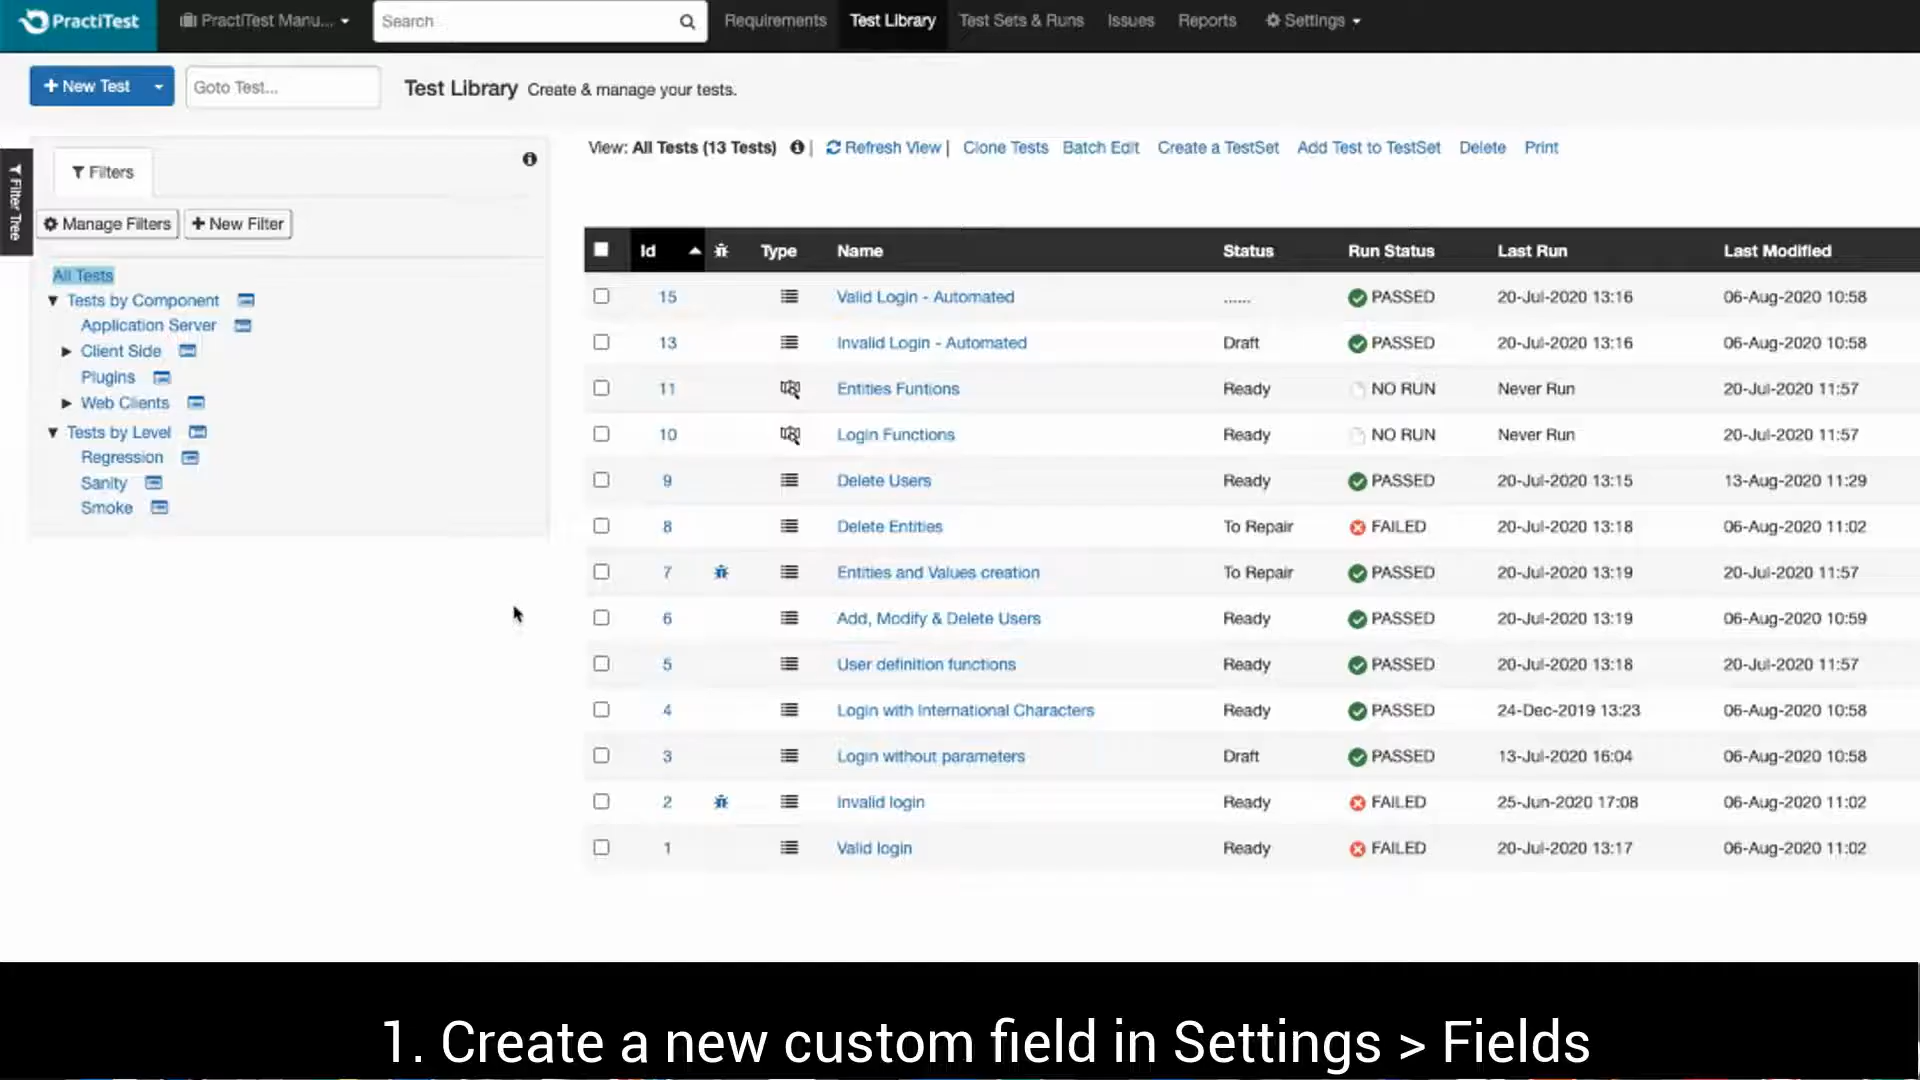 PractiTest
PractiTest Manu...
Search
Requirements
Test Library
Test Sets & Runs
Issues
Reports
Settings
+ New Test
Goto Test...
Test Library Create & manage your tests.
Filter Tree
Filters
Manage Filters
+ New Filter
All Tests
Tests by Component
Application Server
Client Side
Plugins
Web Clients
Tests by Level
Regression
Sanity
Smoke
View: All Tests (13 Tests) | Refresh View | Clone Tests Batch Edit Create a TestSet Add Test to TestSet Delete Print
Id Type Name Status Run Status Last Run Last Modified
15 Valid Login - Automated ...... PASSED 20-Jul-2020 13:16 06-Aug-2020 10:58
13 Invalid Login - Automated Draft PASSED 20-Jul-2020 13:16 06-Aug-2020 10:58
11 Entities Funtions Ready NO RUN Never Run 20-Jul-2020 11:57
10 Login Functions Ready NO RUN Never Run 20-Jul-2020 11:57
9 Delete Users Ready PASSED 20-Jul-2020 13:15 13-Aug-2020 11:29
8 Delete Entities To Repair FAILED 20-Jul-2020 13:18 06-Aug-2020 11:02
7 Entities and Values creation To Repair PASSED 20-Jul-2020 13:19 20-Jul-2020 11:57
6 Add, Modify & Delete Users Ready PASSED 20-Jul-2020 13:19 06-Aug-2020 10:59
5 User definition functions Ready PASSED 20-Jul-2020 13:18 20-Jul-2020 11:57
4 Login with International Characters Ready PASSED 24-Dec-2019 13:23 06-Aug-2020 10:58
3 Login without parameters Draft PASSED 13-Jul-2020 16:04 06-Aug-2020 10:58
2 Invalid login Ready FAILED 25-Jun-2020 17:08 06-Aug-2020 11:02
1 Valid login Ready FAILED 20-Jul-2020 13:17 06-Aug-2020 11:02
1. Create a new custom field in Settings > Fields